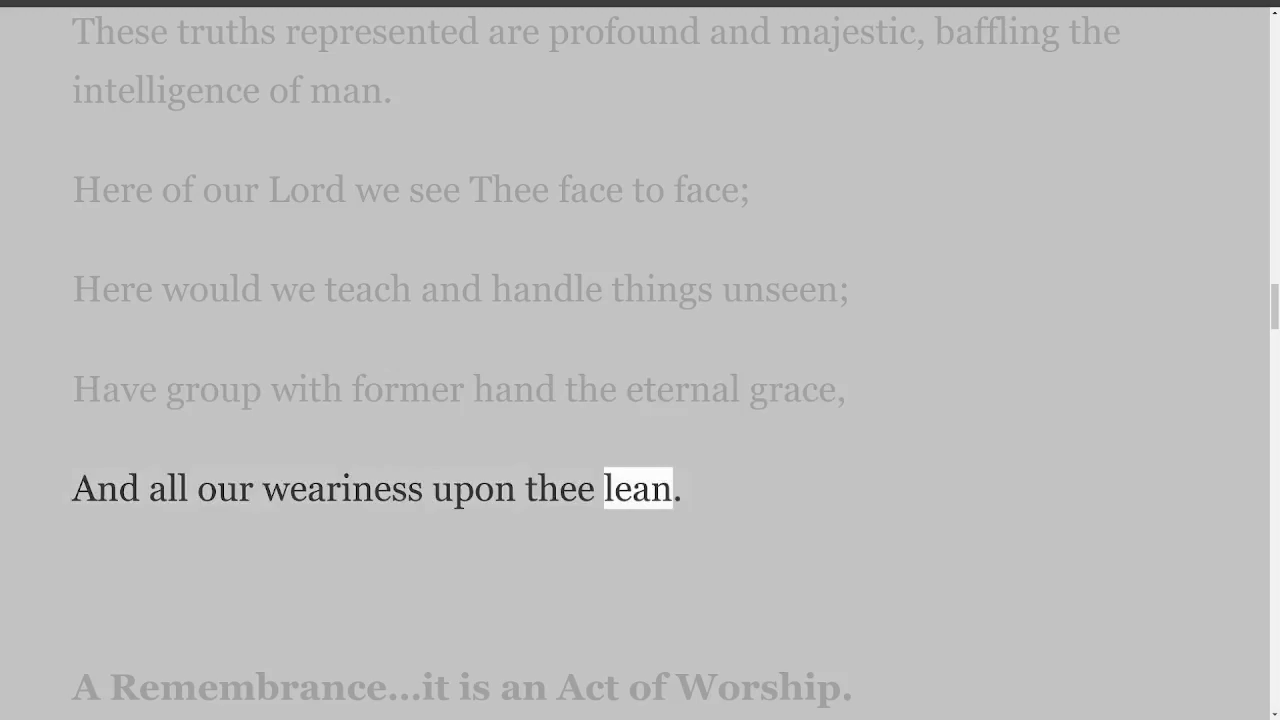 These truths represented are profound and majestic, baffling the
intelligence of man.
Here of our Lord we see Thee face to face;
Here would we teach and handle things unseen;
Have group with former hand the eternal grace,
And all our weariness upon thee lean.
A Remembrance...it is an Act of Worship.